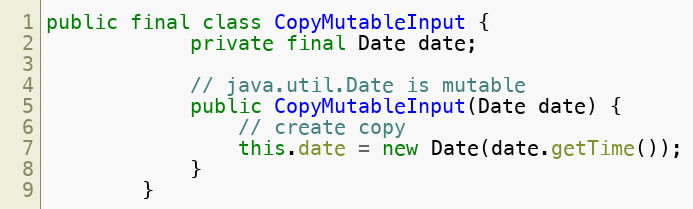 1 public final class CopyMutableInput {
2             private final Date date;
3
4             // java.util.Date is mutable
5             public CopyMutableInput(Date date) {
6                 // create copy
7                 this.date = new Date(date.getTime());
8             }
9         }